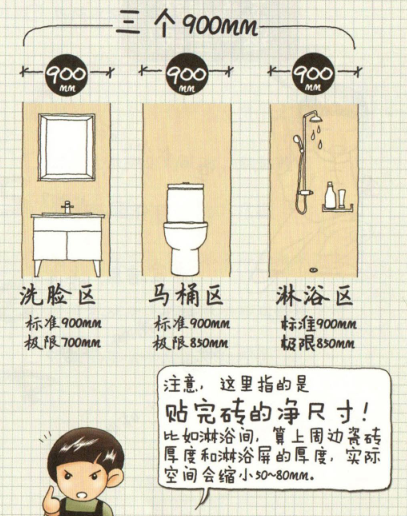 三个900mm
900
MM
900
MM
900
MM
洗脸区
标准900mm
极限700mm
马桶区
标准900mm
极限850mm
淋浴区
标准900mm
极限850mm
注意，这里指的是
贴完砖的净尺寸！
比如淋浴间，算上周边瓷砖
厚度和淋浴屏的厚度，实际
空间会缩小50~80mm.